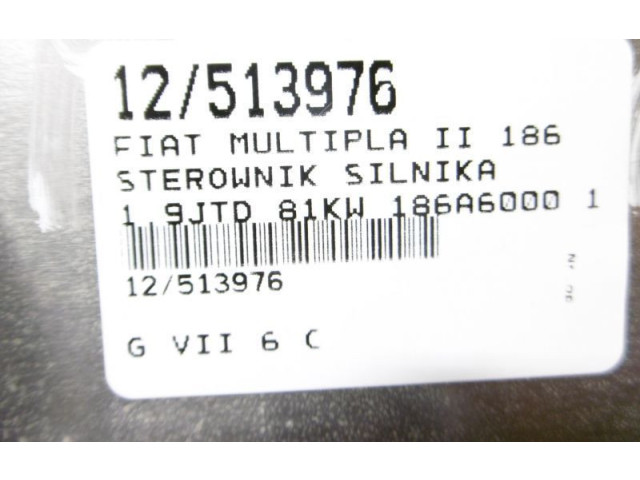 12/513976
FIAT MULTIPLA II 186
STEROWNIK SILNIKA
1 9JTD 81KW 186A6000 1
12/513976
G VII 6 C